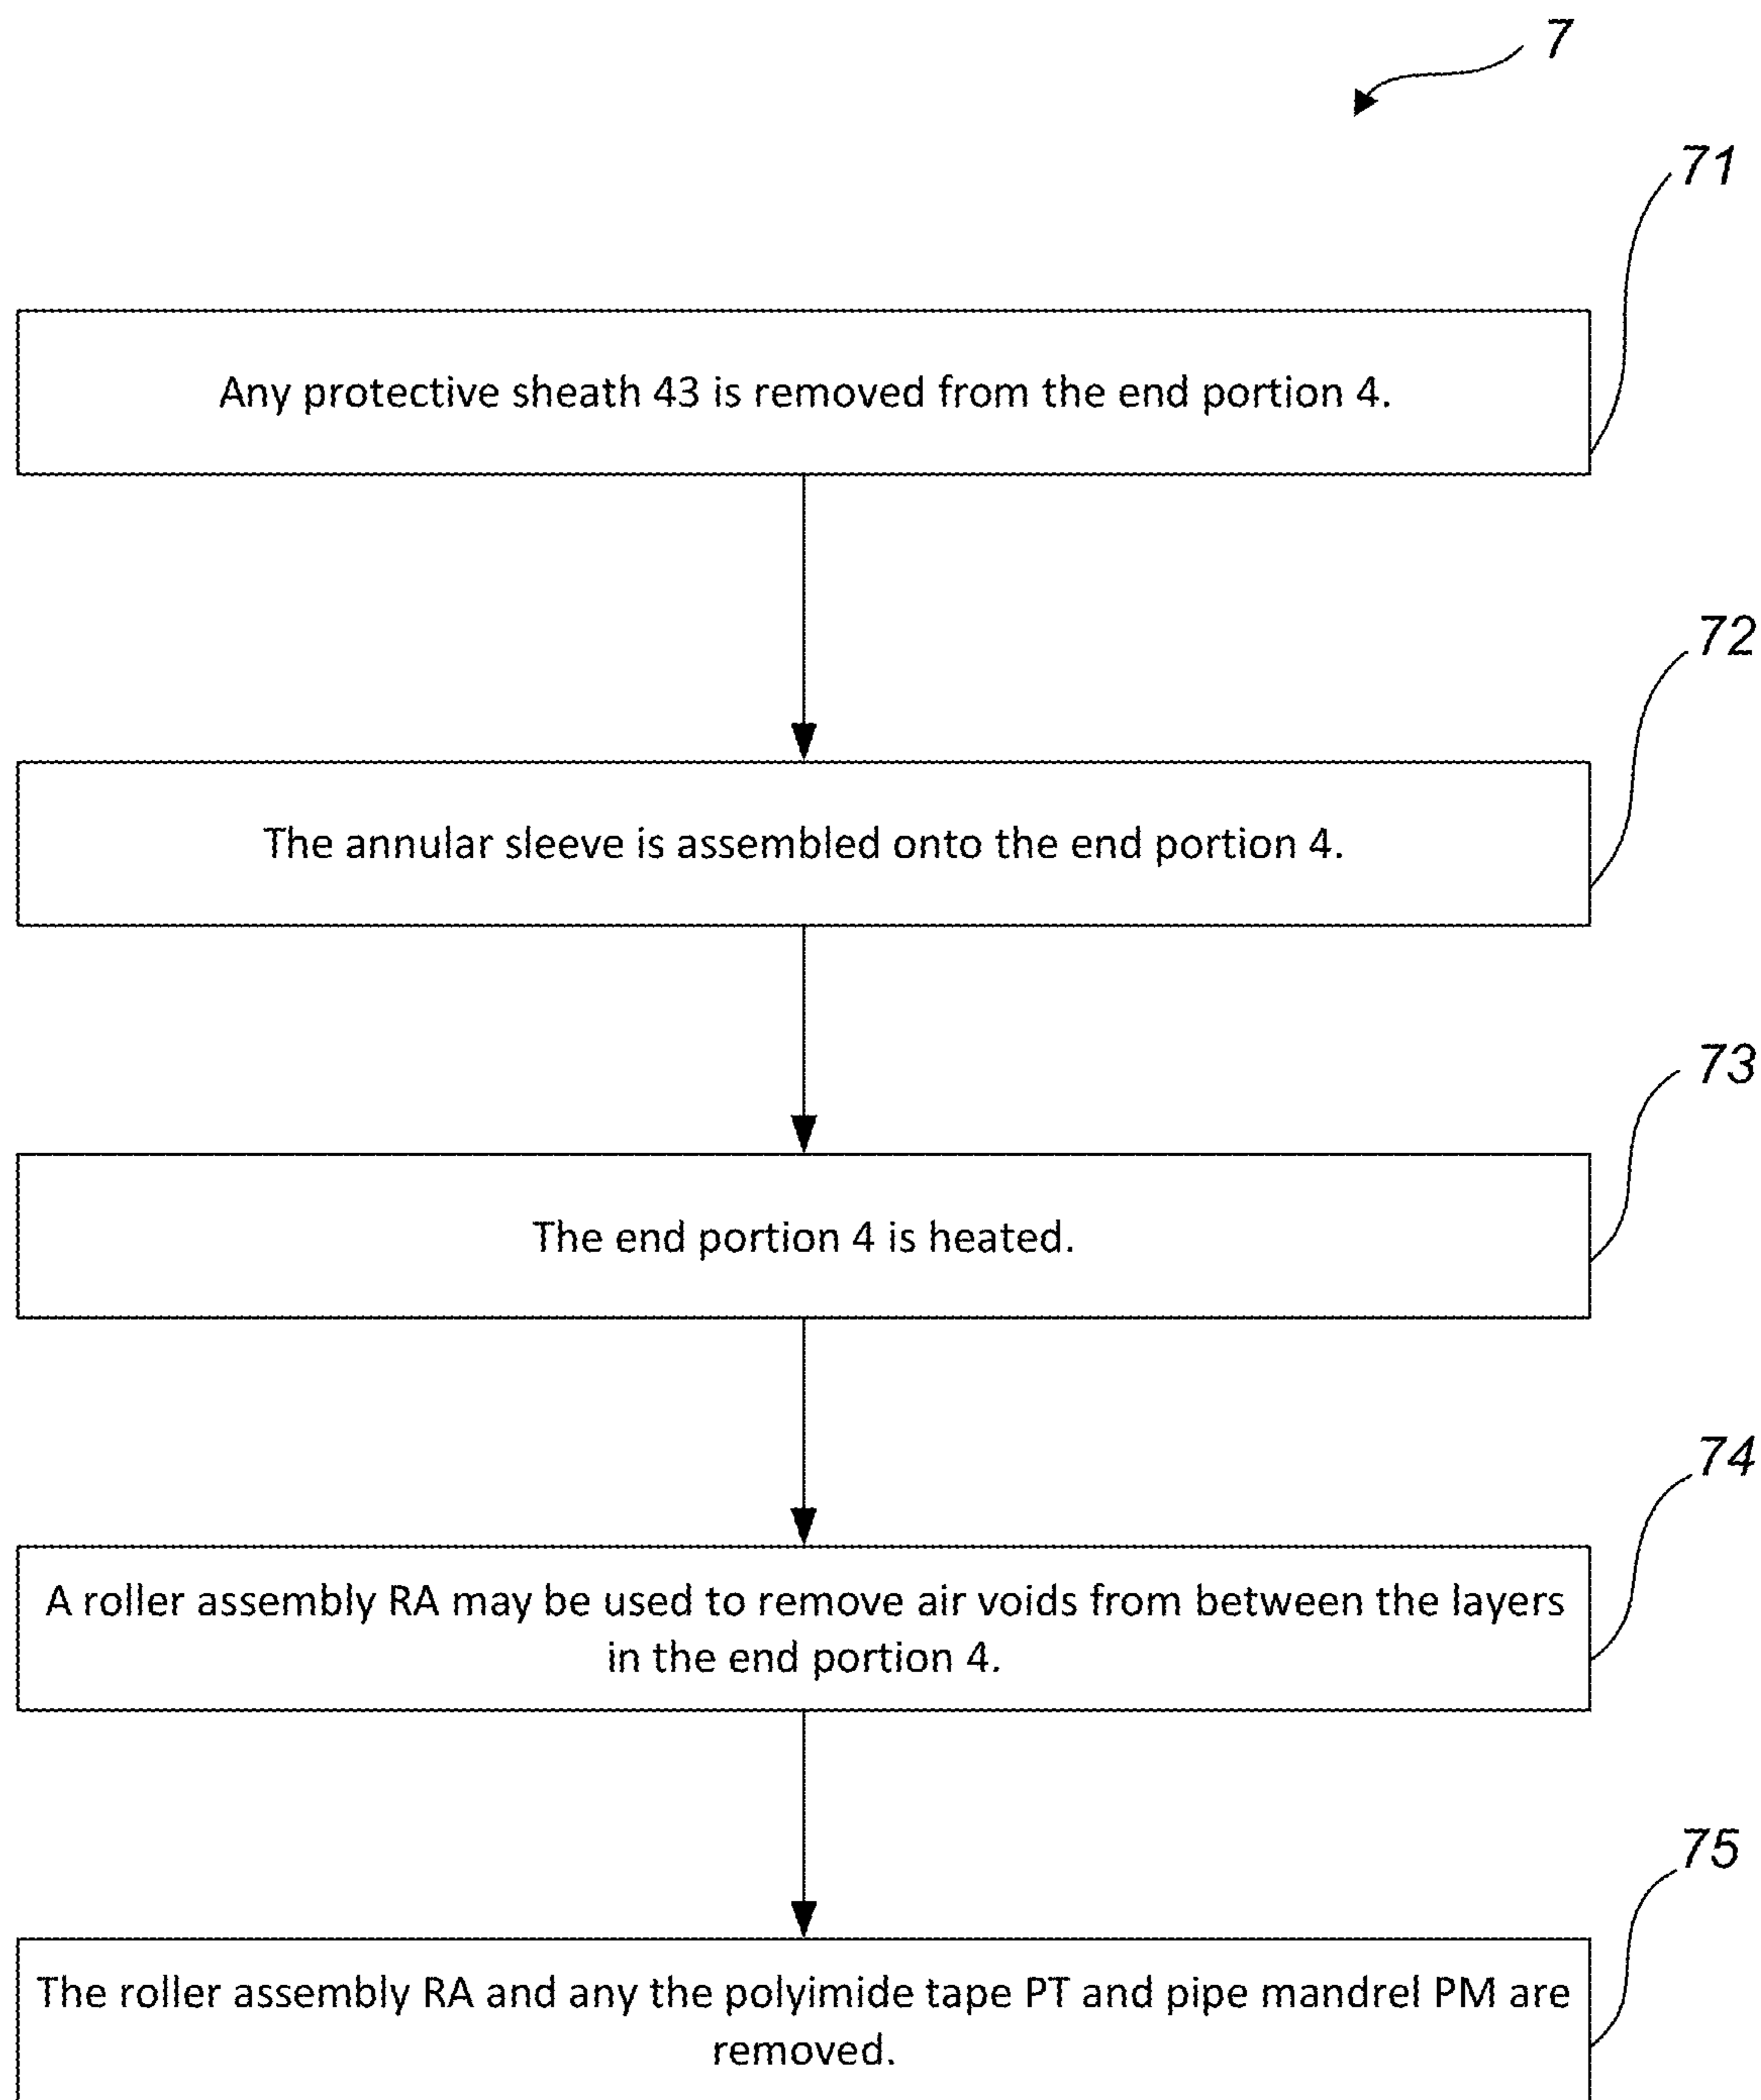 7
71
Any protective sheath 43 is removed from the end portion 4.
72
The annular sleeve is assembled onto the end portion 4.
73
The end portion 4 is heated.
74
A roller assembly RA may be used to remove air voids from between the layers
in the end portion 4.
75
The roller assembly RA and any the polyimide tape PT and pipe mandrel PM are
removed.